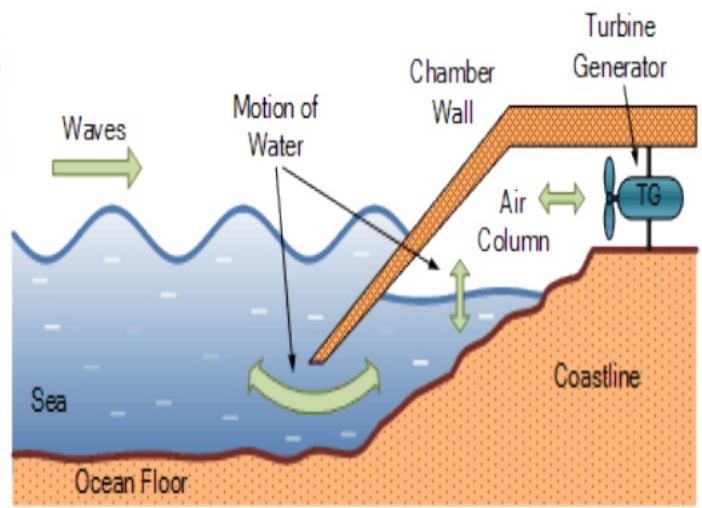 Turbine
Generator
Chamber
Wall
Motion of
Water
Waves
TG
Air
Column
Coastline
Sea
Ocean Floor